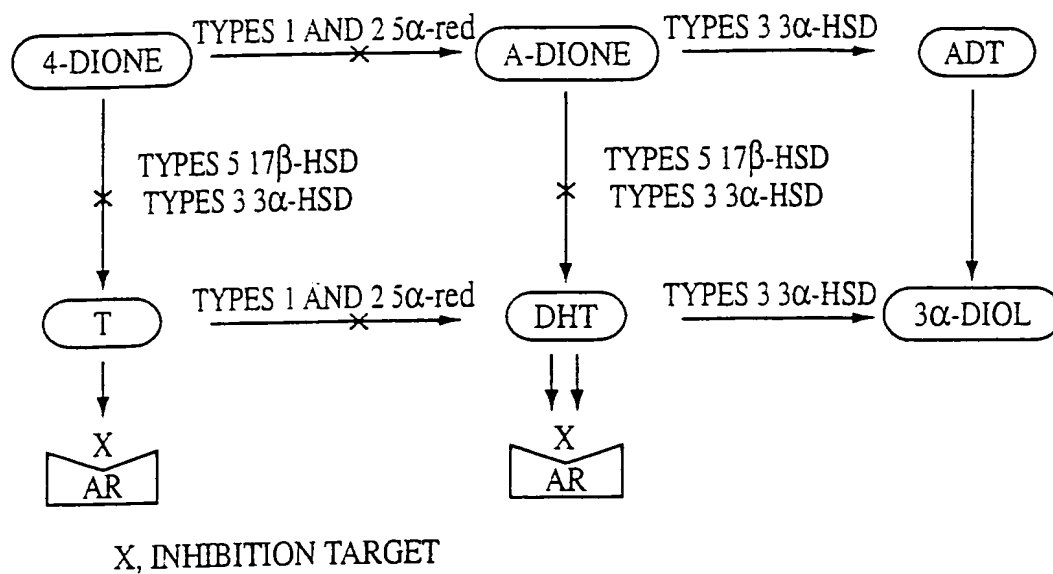 TYPES 1 AND 2 5α-red
TYPES 3 3α-HSD
4-DIONE
A-DIONE
ADT
TYPES 5 17β-HSD
TYPES 3 3α-HSD
TYPES 5 17β-HSD
TYPES 3 3α-HSD
TYPES 1 AND 2 5α-red
TYPES 3 3α-HSD
T
DHT
3α-DIOL
X
X
AR
AR
X, INHIBITION TARGET